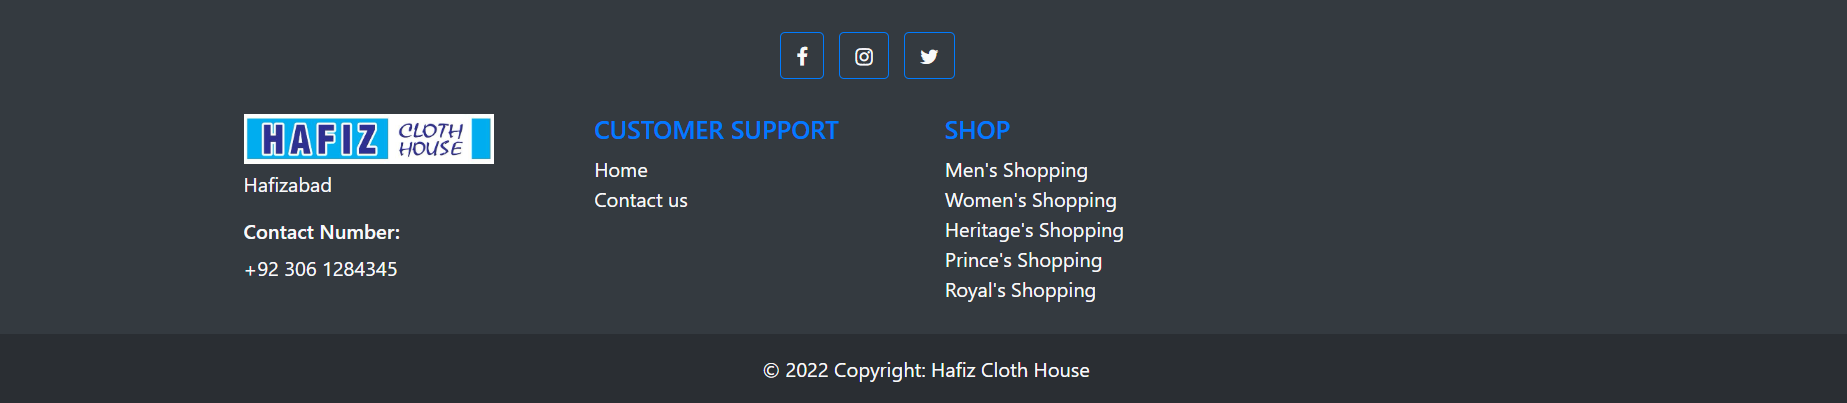 HAFIZ CLOTH HOUSE
Hafizabad
Contact Number:
+92 306 1284345
CUSTOMER SUPPORT
Home
Contact us
SHOP
Men's Shopping
Women's Shopping
Heritage's Shopping
Prince's Shopping
Royal's Shopping
© 2022 Copyright: Hafiz Cloth House